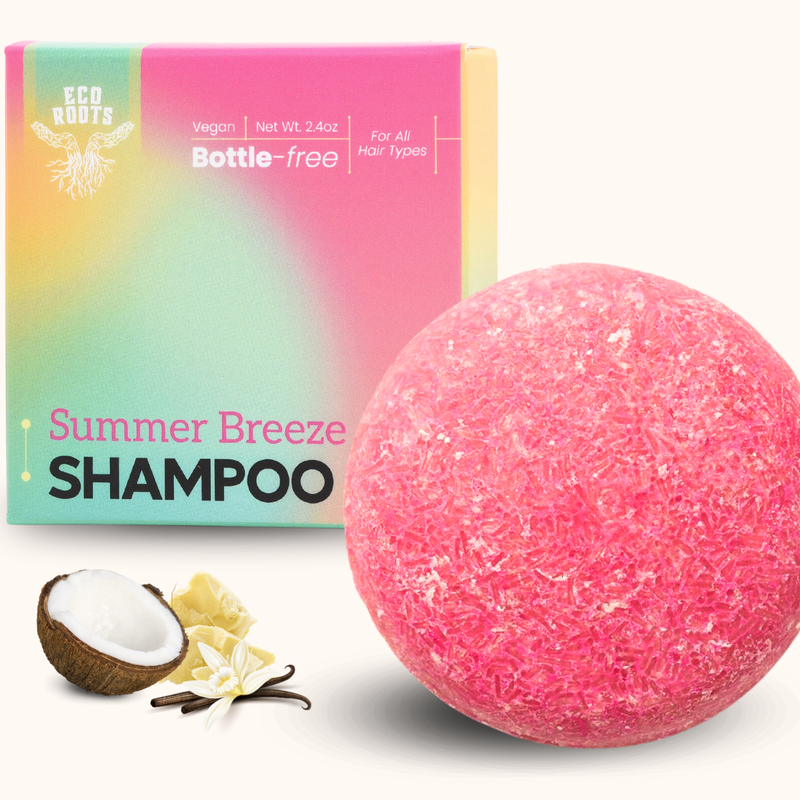 ECO
ROOTS
Vegan
Net Wt. 2.4oz
Bottle-free
For All
Hair Types
Summer Breeze
SHAMPOO